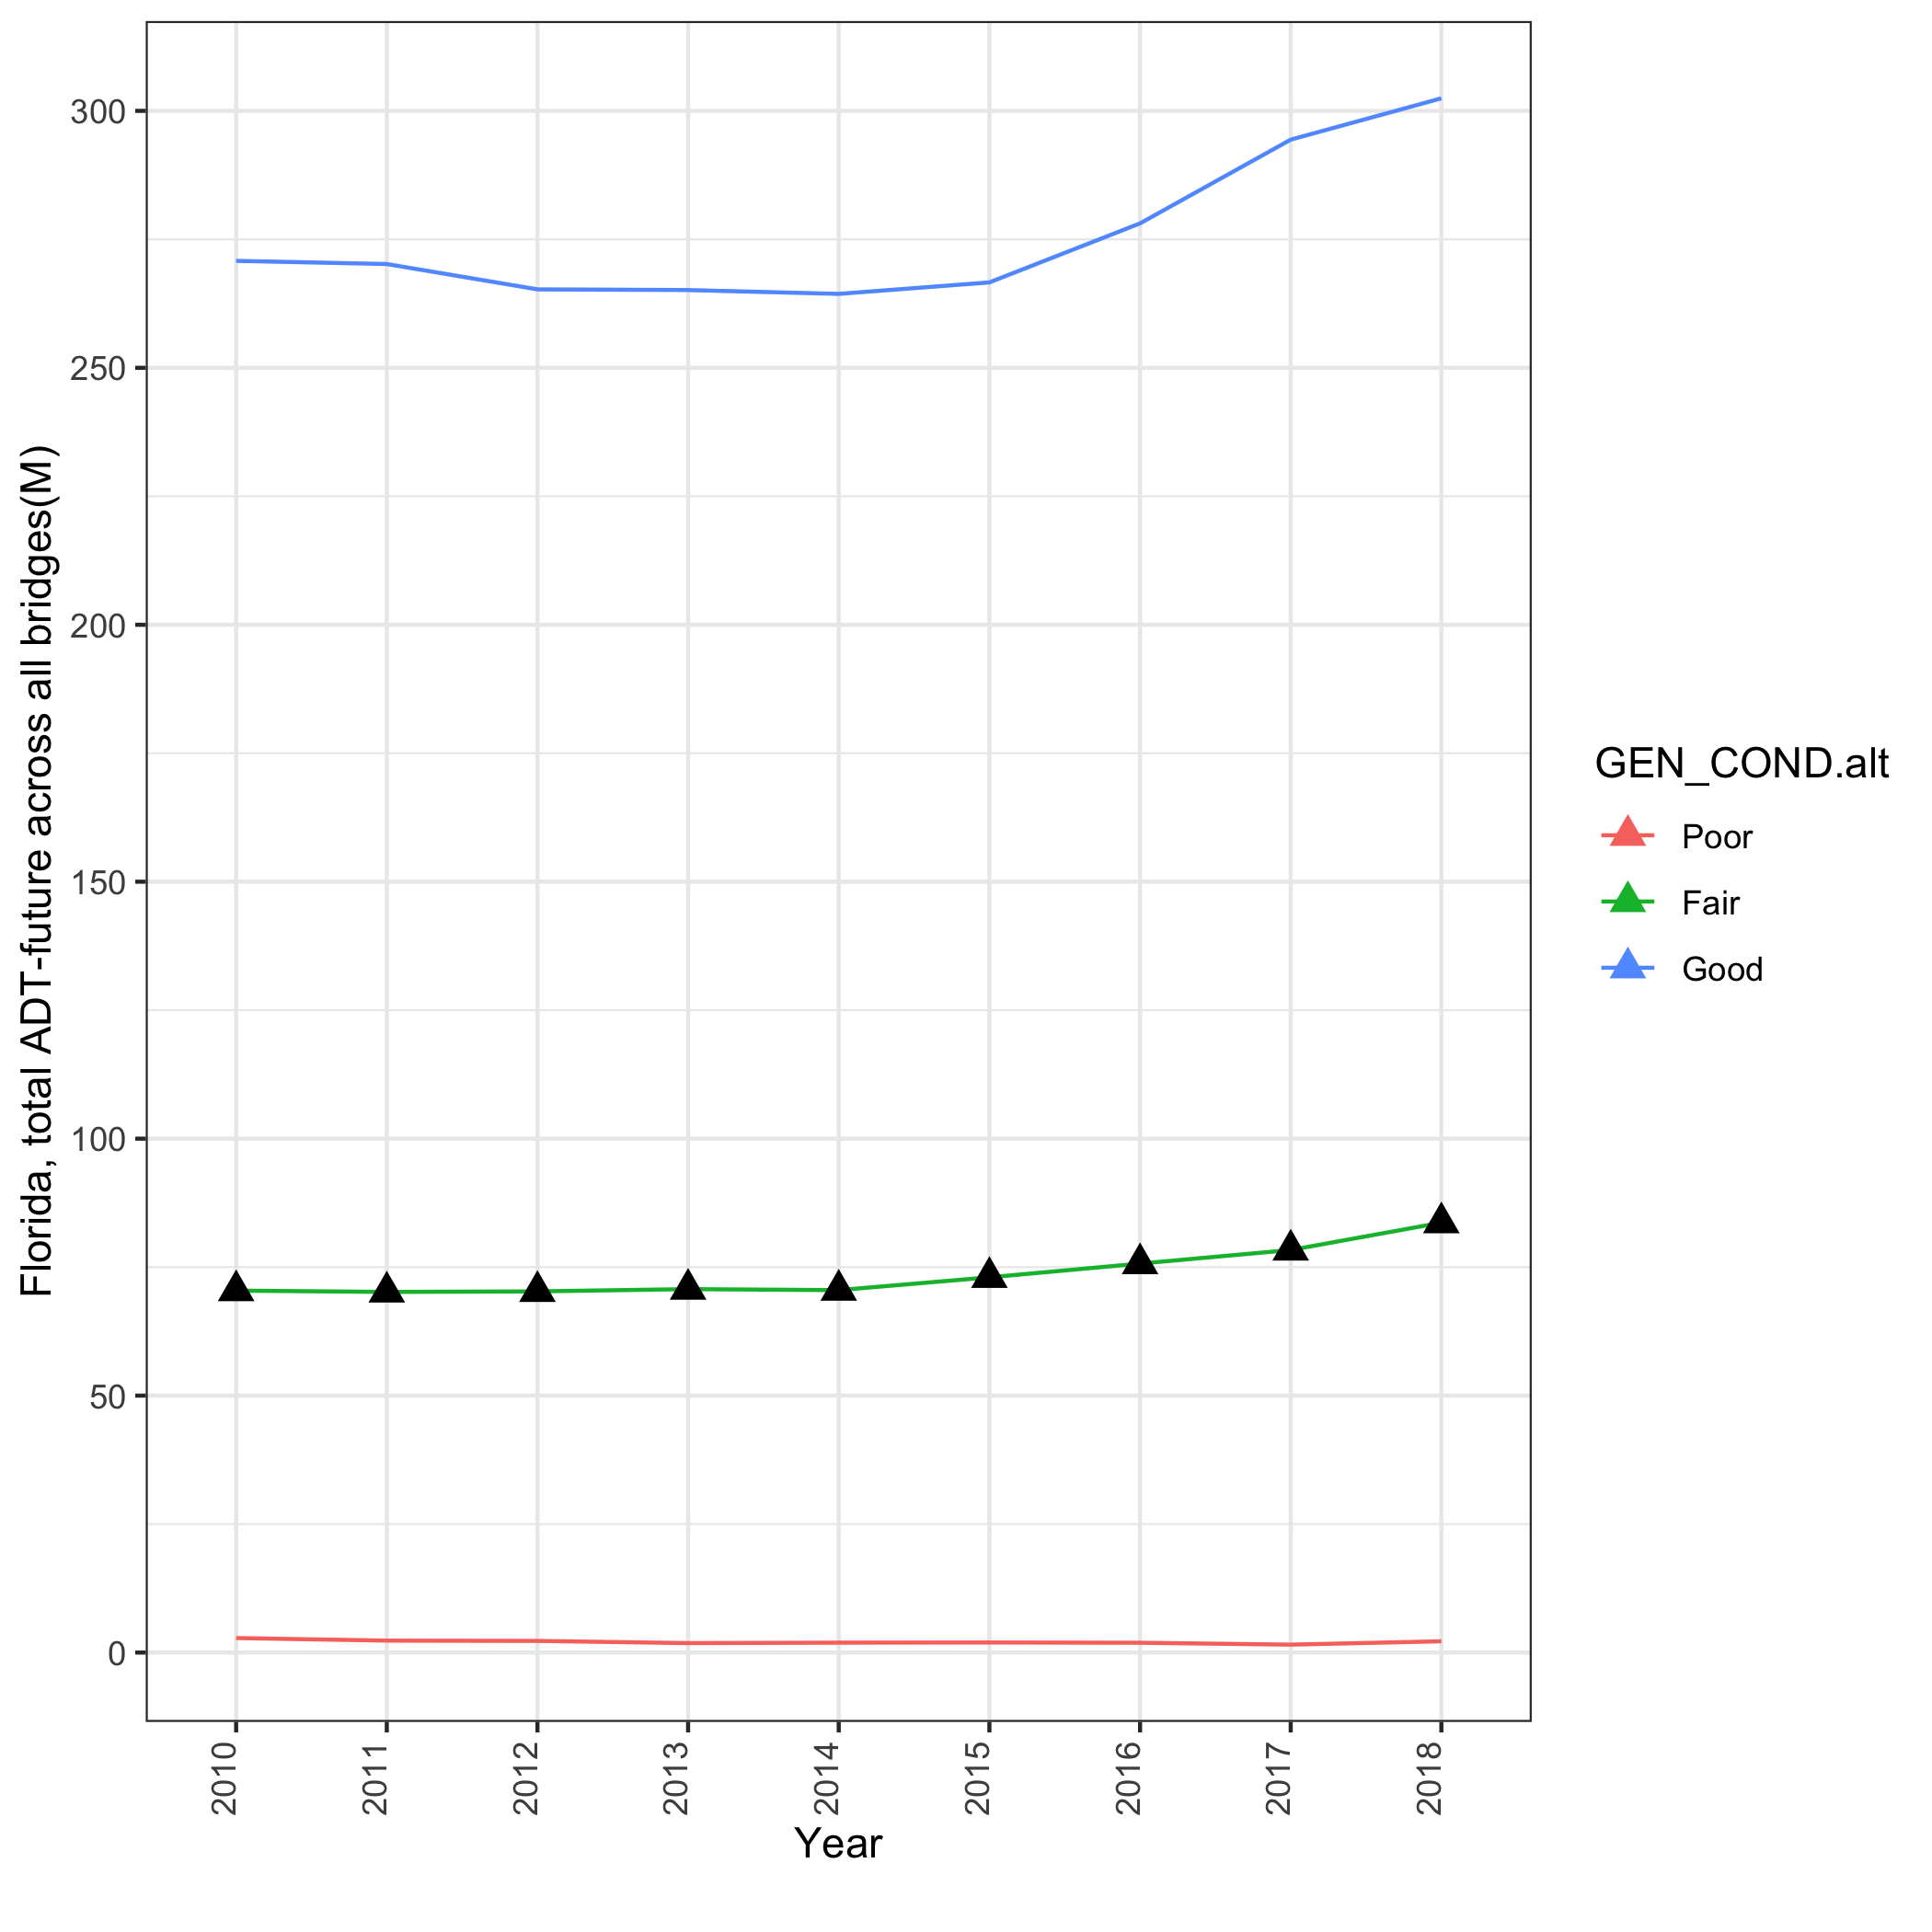 Florida, total ADT-future across all bridges(M)
300
250
200
150
100
50
0
2010
2011
2012
2013
2014
2015
2016
2017
2018
Year
GEN_COND.alt
Poor
Fair
Good